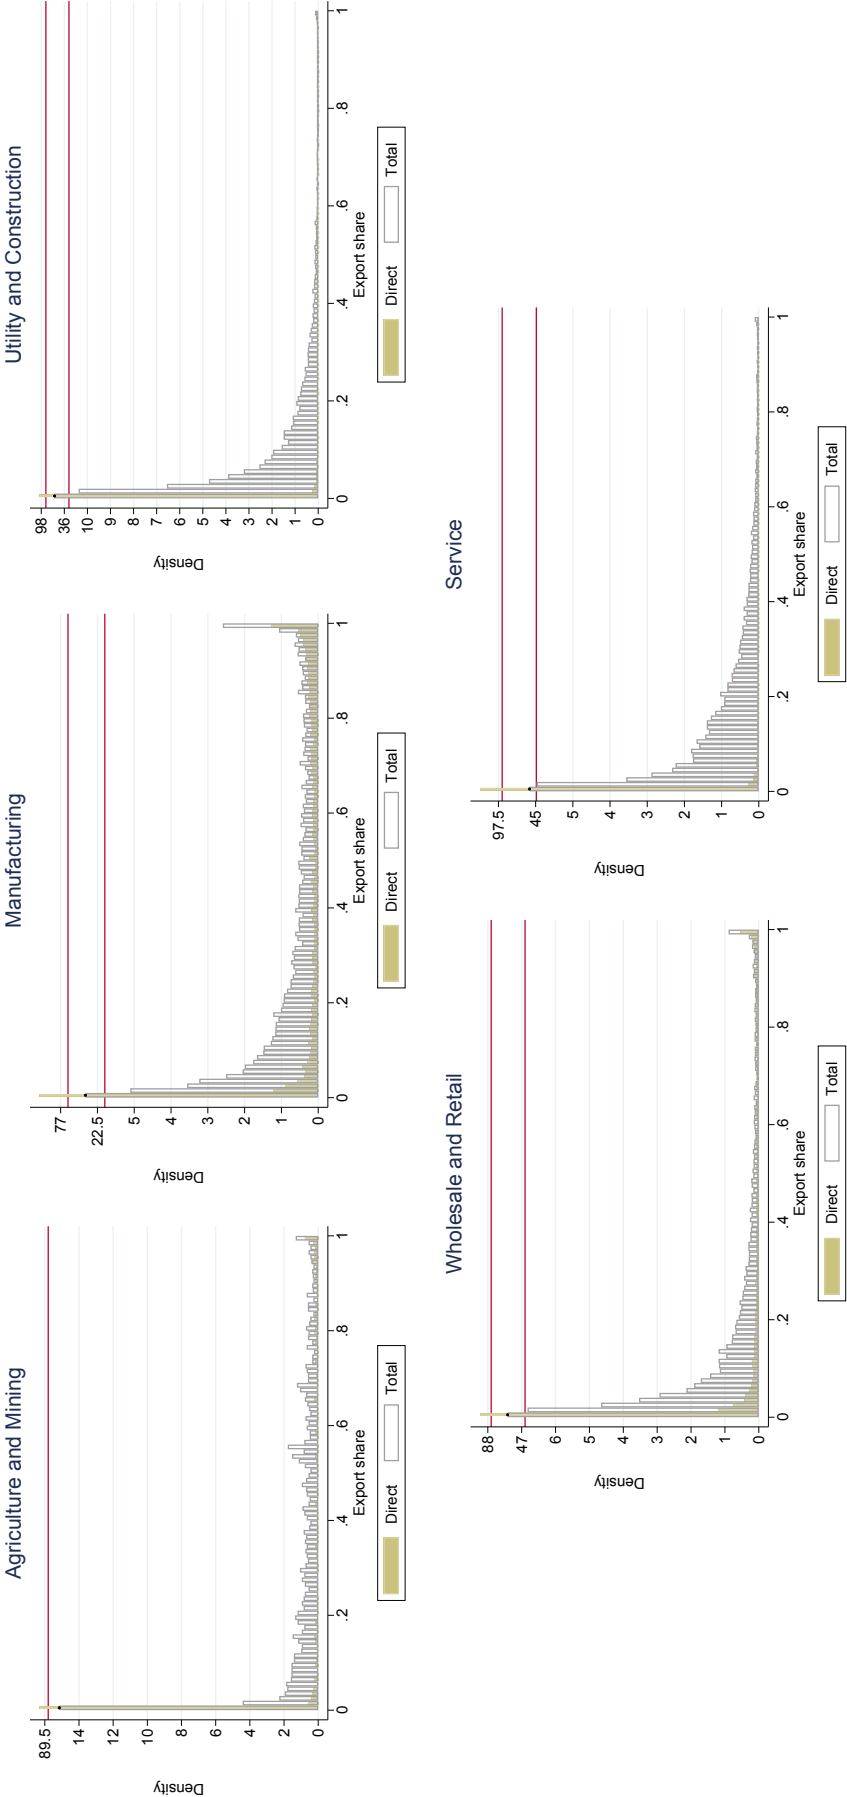 Agriculture and Mining
Density
89.5
14
12
10
8
6
4
2
0
0 .2 .4 .6 .8 1
Export share
Direct Total
Manufacturing
Density
77
22.5
5
4
3
2
1
0
0 .2 .4 .6 .8 1
Export share
Direct Total
Utility and Construction
Density
98
36
10
9
8
7
6
5
4
3
2
1
0
0 .2 .4 .6 .8 1
Export share
Direct Total
Wholesale and Retail
Density
88
47
6
5
4
3
2
1
0
0 .2 .4 .6 .8 1
Export share
Direct Total
Service
Density
97.5
45
5
4
3
2
1
0
0 .2 .4 .6 .8 1
Export share
Direct Total